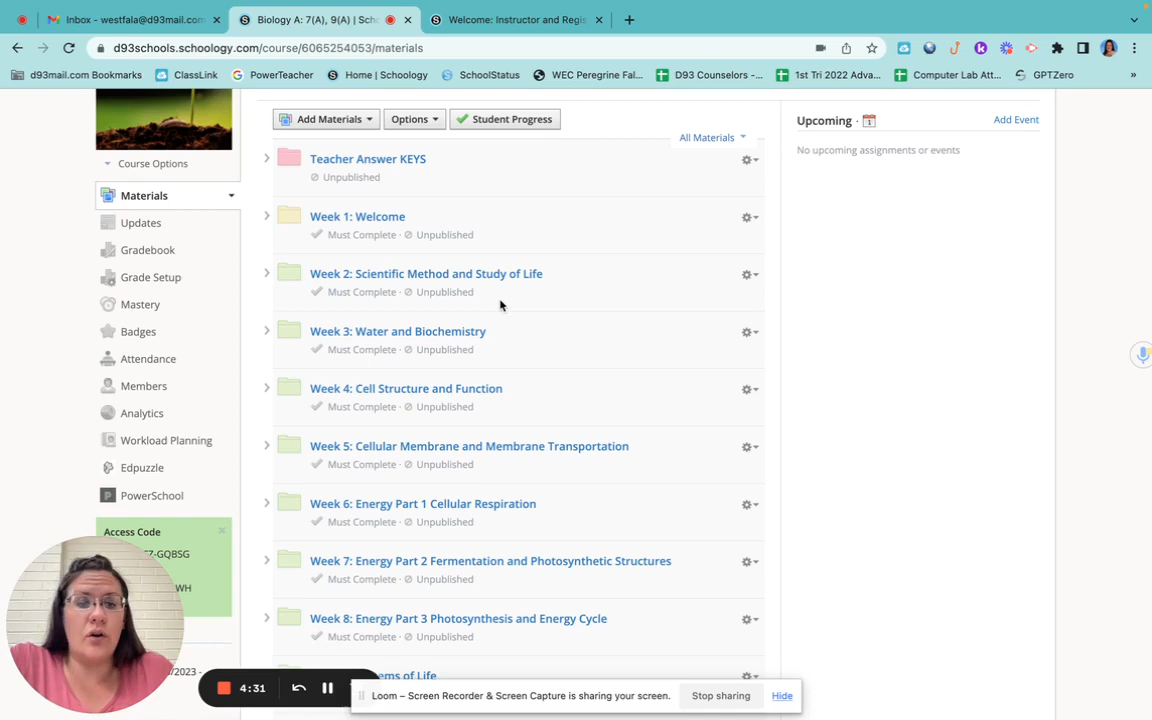 Inbox - westfala@d93mail.com
Biology A: 7(A), 9(A) | Scho
Welcome: Instructor and Regis
d93schools.schoology.com/course/6065254053/materials
d93mail.com Bookmarks
ClassLink
PowerTeacher
Home | Schoology
SchoolStatus
WEC Peregrine Fal...
D93 Counselors -...
1st Tri 2022 Adva...
Computer Lab Att...
GPTZero
Add Materials
Options
Student Progress
All Materials
Upcoming ·
Add Event
No upcoming assignments or events
Course Options
Materials
Updates
Gradebook
Grade Setup
Mastery
Badges
Attendance
Members
Analytics
Workload Planning
Edpuzzle
PowerSchool
Access Code
-GQBSG
WH
/2023 -
Teacher Answer KEYS
Unpublished
Week 1: Welcome
Must Complete · Unpublished
Week 2: Scientific Method and Study of Life
Must Complete · Unpublished
Week 3: Water and Biochemistry
Must Complete · Unpublished
Week 4: Cell Structure and Function
Must Complete · Unpublished
Week 5: Cellular Membrane and Membrane Transportation
Must Complete · Unpublished
Week 6: Energy Part 1 Cellular Respiration
Must Complete · Unpublished
Week 7: Energy Part 2 Fermentation and Photosynthetic Structures
Must Complete · Unpublished
Week 8: Energy Part 3 Photosynthesis and Energy Cycle
Must Complete · Unpublished
ems of Life
4:31
Loom – Screen Recorder & Screen Capture is sharing your screen.
Stop sharing
Hide